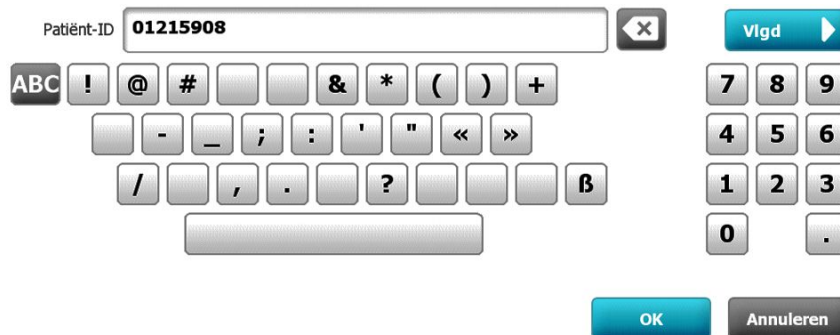 Patiënt-ID 01215908 Vlgd
ABC ! @ # & * ( ) + 7 8 9
- _ ; : ' " « » 4 5 6
/ , . ? ß 1 2 3
0 .
OK Annuleren